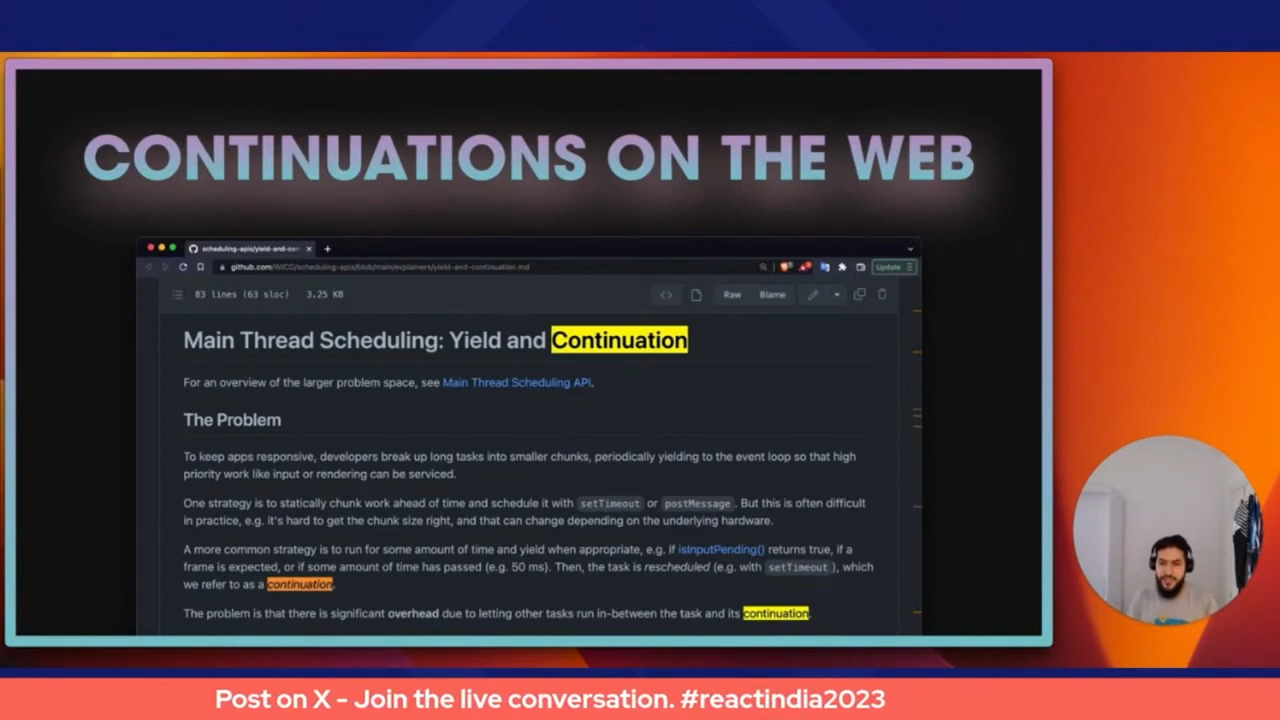 CONTINUATIONS ON THE WEB
scheduling-apis/yield-and-con
github.com/WICG/scheduling-apis/blob/main/explainers/yield-and-continuation.md
Update
83 lines (63 sloc) 3.25 KB
Raw Blame
Main Thread Scheduling: Yield and Continuation
For an overview of the larger problem space, see Main Thread Scheduling API.
The Problem
To keep apps responsive, developers break up long tasks into smaller chunks, periodically yielding to the event loop so that high
priority work like input or rendering can be serviced.
One strategy is to statically chunk work ahead of time and schedule it with setTimeout or postMessage. But this is often difficult
in practice, e.g. it's hard to get the chunk size right, and that can change depending on the underlying hardware.
A more common strategy is to run for some amount of time and yield when appropriate, e.g. if isInputPending() returns true, if a
frame is expected, or if some amount of time has passed (e.g. 50 ms). Then, the task is rescheduled (e.g. with setTimeout), which
we refer to as a continuation.
The problem is that there is significant overhead due to letting other tasks run in-between the task and its continuation.
Post on X - Join the live conversation. #reactindia2023